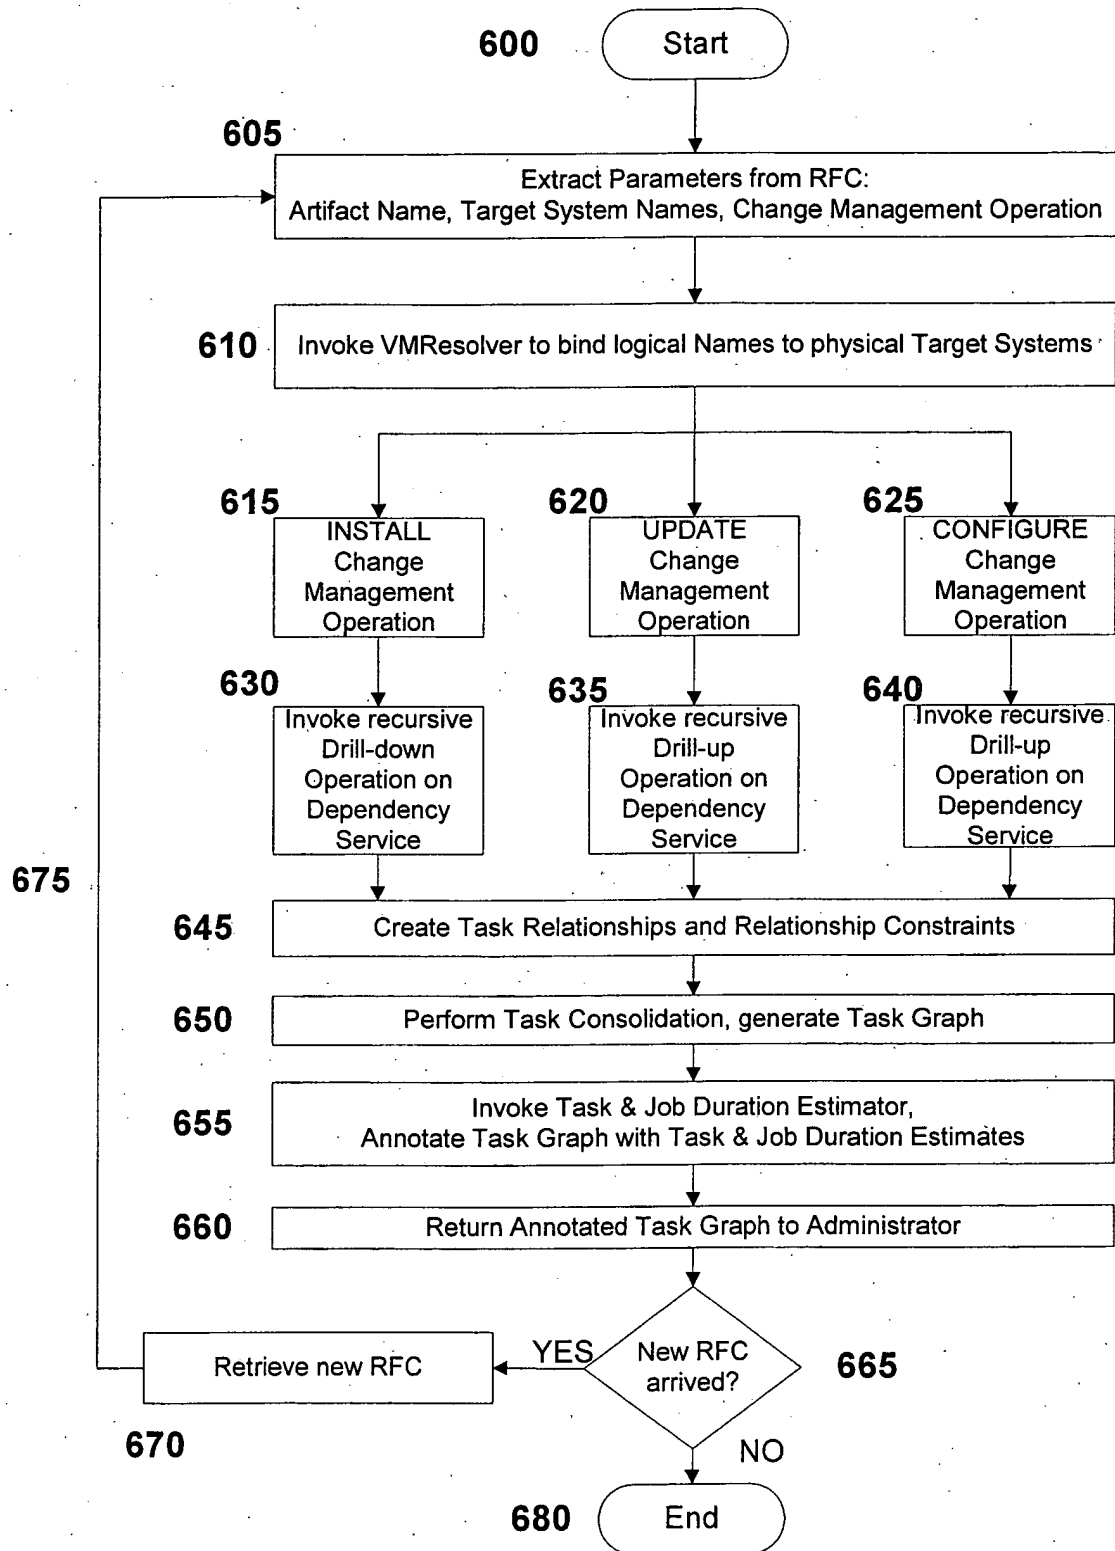 600
Start
605
Extract Parameters from RFC:
Artifact Name, Target System Names, Change Management Operation
610
Invoke VMResolver to bind logical Names to physical Target Systems
615
INSTALL
Change
Management
Operation
620
UPDATE
Change
Management
Operation
625
CONFIGURE
Change
Management
Operation
630
Invoke recursive
Drill-down
Operation on
Dependency
Service
635
Invoke recursive
Drill-up
Operation on
Dependency
Service
640
Invoke recursive
Drill-up
Operation on
Dependency
Service
675
645
Create Task Relationships and Relationship Constraints
650
Perform Task Consolidation, generate Task Graph
655
Invoke Task & Job Duration Estimator,
Annotate Task Graph with Task & Job Duration Estimates
660
Return Annotated Task Graph to Administrator
Retrieve new RFC
YES
New RFC
arrived?
665
670
NO
680
End